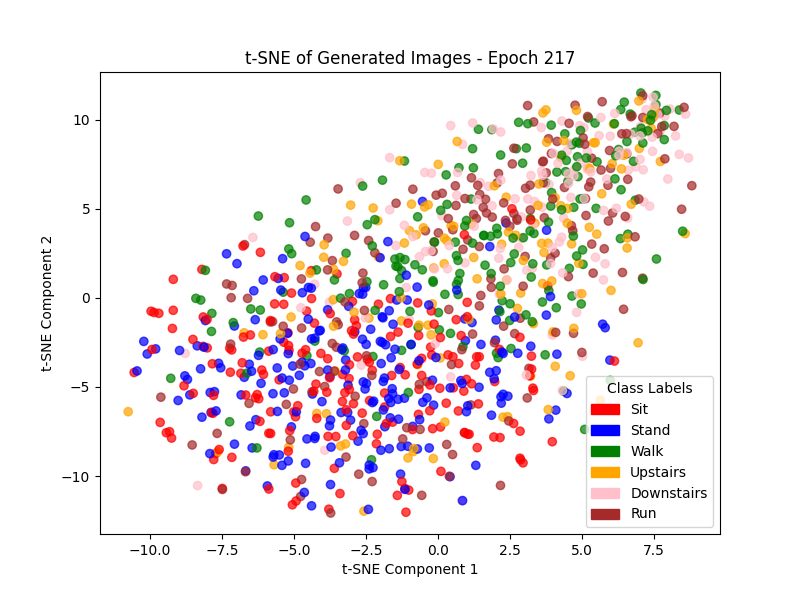 t-SNE of Generated Images - Epoch 217
t-SNE Component 2
10
5
0
−5
−10
−10.0 −7.5 −5.0 −2.5 0.0 2.5 5.0 7.5
t-SNE Component 1
Class Labels
Sit
Stand
Walk
Upstairs
Downstairs
Run